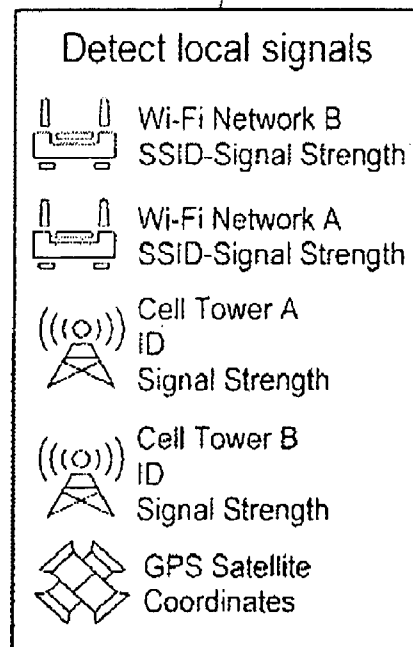 Detect local signals
Wi-Fi Network B
SSID-Signal Strength
Wi-Fi Network A
SSID-Signal Strength
Cell Tower A
ID
Signal Strength
Cell Tower B
ID
Signal Strength
GPS Satellite
Coordinates